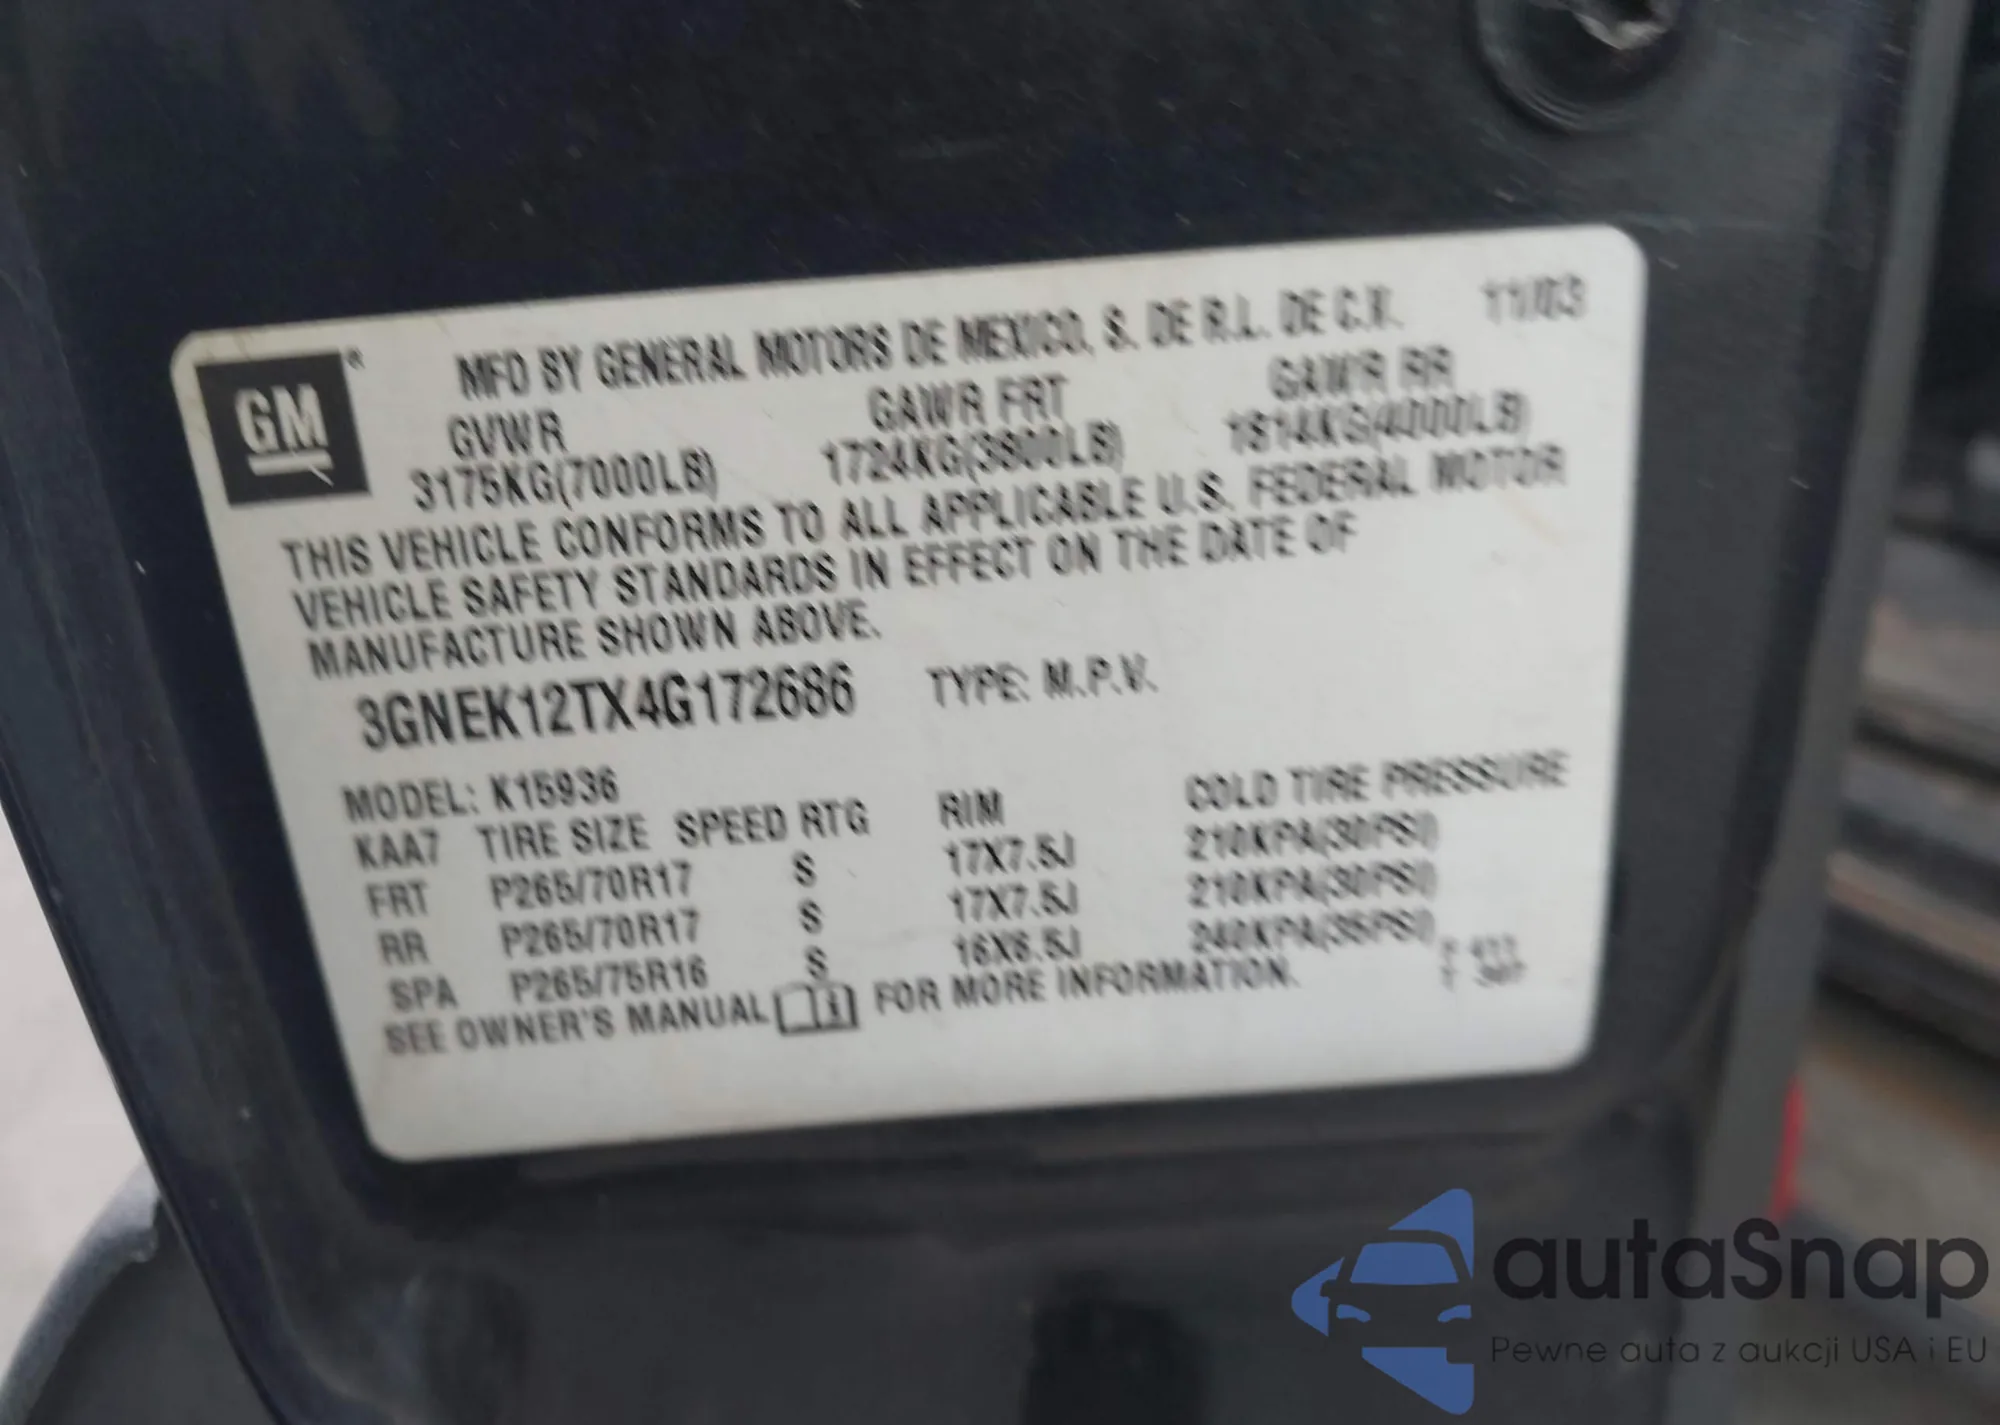 MFD BY GENERAL MOTORS DE MEXICO, S. DE R.L. DE C.V. 11/03
GM®
GVWR GAWR FRT GAWR RR
3175KG(7000LB) 1724KG(3800LB) 1814KG(4000LB)
THIS VEHICLE CONFORMS TO ALL APPLICABLE U.S. FEDERAL MOTOR
VEHICLE SAFETY STANDARDS IN EFFECT ON THE DATE OF
MANUFACTURE SHOWN ABOVE.
3GNEK12TX4G172686 TYPE: M.P.V.
MODEL: K15936
KAA7 TIRE SIZE SPEED RTG RIM COLD TIRE PRESSURE
FRT P265/70R17 S 17X7.5J 210KPA(30PSI)
RR P265/70R17 S 17X7.5J 210KPA(30PSI)
SPA P265/75R16 S 16X6.5J 240KPA(35PSI)
SEE OWNER'S MANUAL FOR MORE INFORMATION.
autaSnap
Pewne auta z aukcji USA i EU